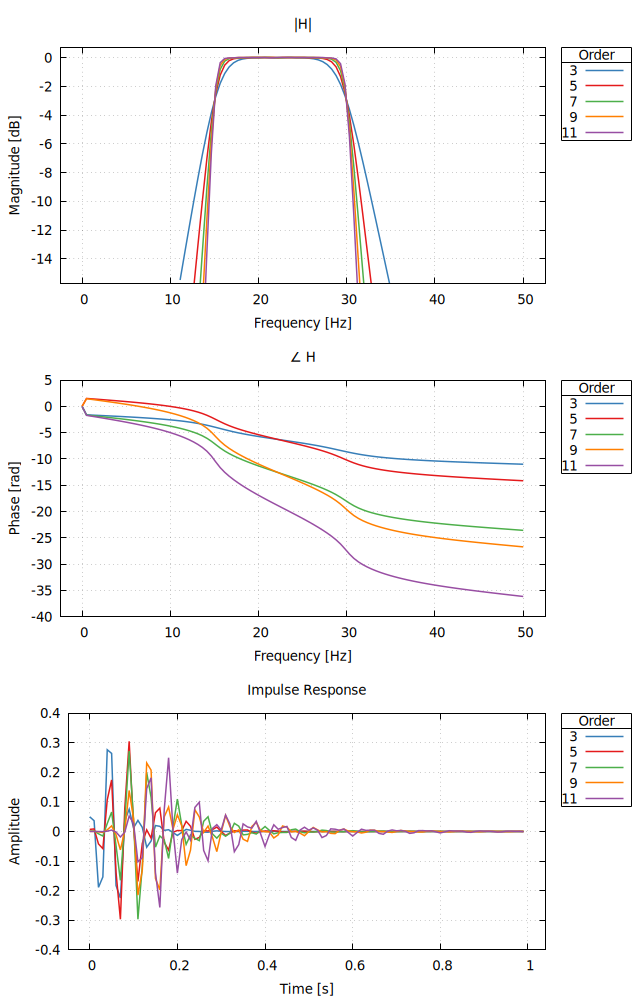 |H|
0
-2
-4
-6
-8
-10
-12
-14
Magnitude [dB]
0 10 20 30 40 50
Frequency [Hz]
Order
3
5
7
9
11
∠ H
5
0
-5
-10
-15
-20
-25
-30
-35
-40
Phase [rad]
0 10 20 30 40 50
Frequency [Hz]
Order
3
5
7
9
11
Impulse Response
0.4
0.3
0.2
0.1
0
-0.1
-0.2
-0.3
-0.4
Amplitude
0 0.2 0.4 0.6 0.8 1
Time [s]
Order
3
5
7
9
11